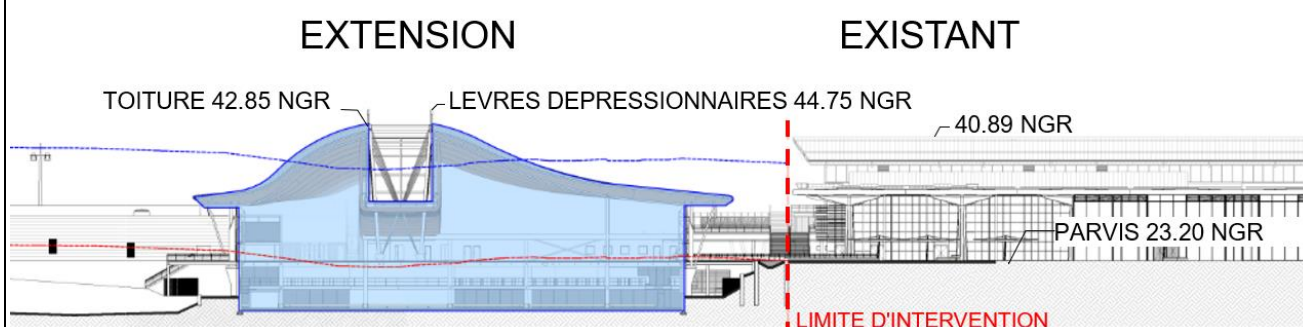 EXTENSION
EXISTANT
TOITURE 42.85 NGR
LEVRES DEPRESSIONNAIRES 44.75 NGR
40.89 NGR
PARVIS 23.20 NGR
LIMITE D'INTERVENTION